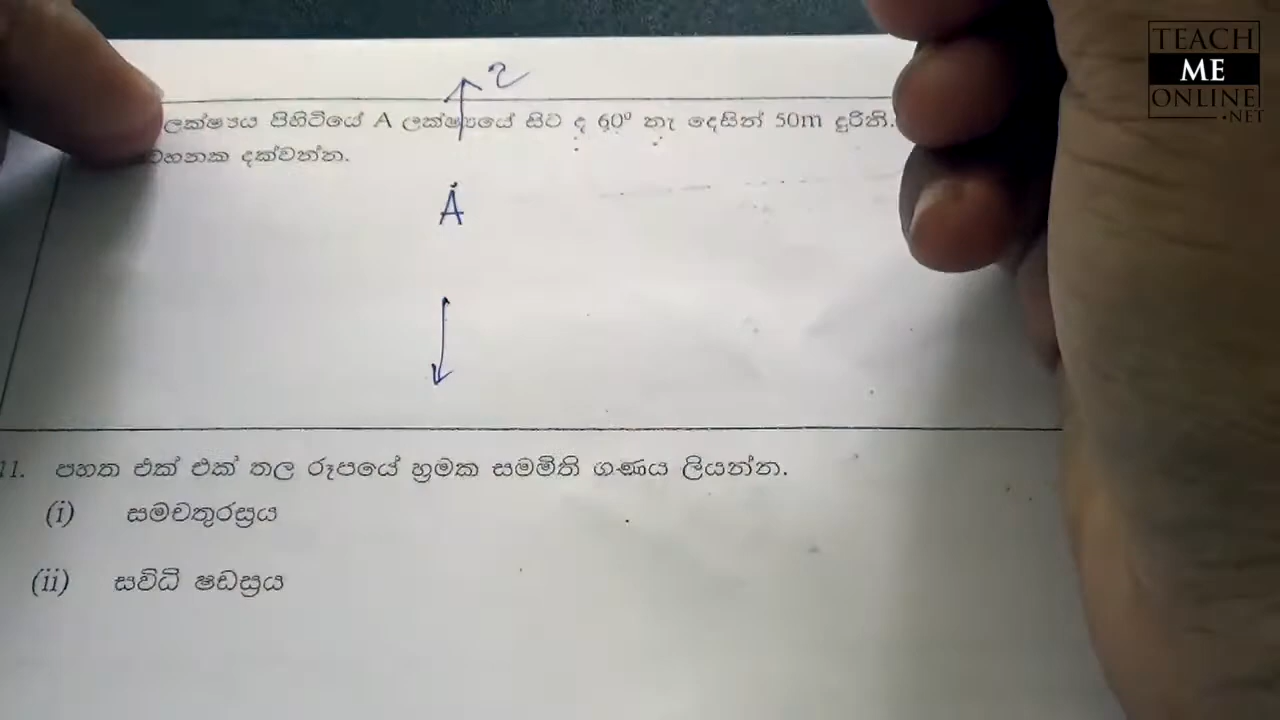 TEACH
ME
ONLINE
.NET
උ
ලක්ෂ්‍යය පිහිටියේ A ලක්ෂ්‍යයේ සිට ද 60⁰ නැ දෙසින් 50m දුරිනි.
දක්වන්න.
A
11. පහත එක් එක් තල රූපයේ භ්‍රමක සමමිති ගණය ලියන්න.
(i) සමචතුරස්‍රය
(ii) සවිධි ෂඩස්‍රය